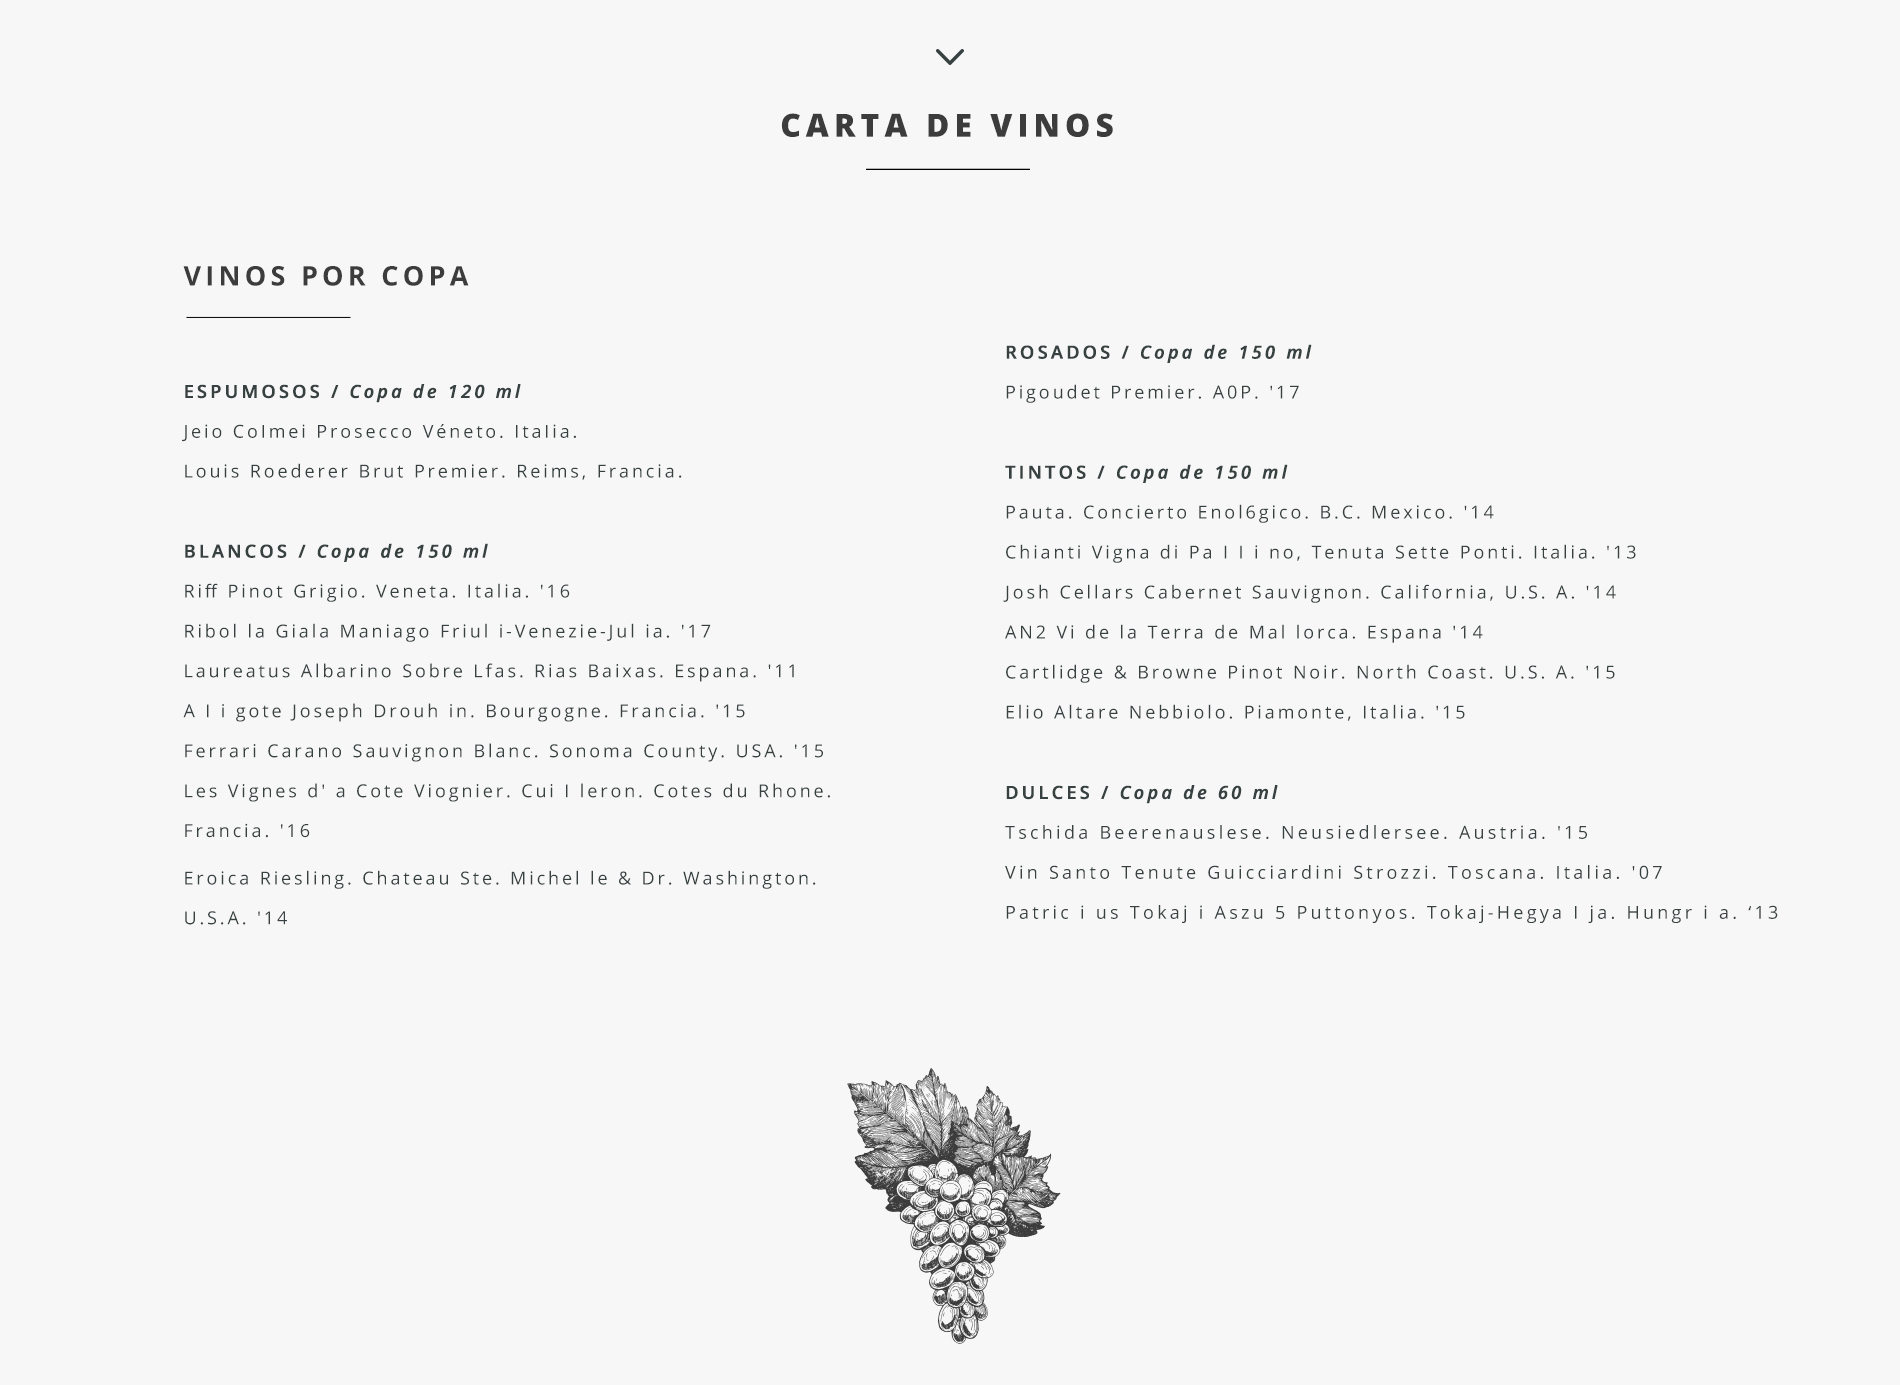 CARTA DE VINOS
VINOS POR COPA
ESPUMOSOS / Copa de 120 ml
Jeio CoImei Prosecco Véneto. Italia.
Louis Roederer Brut Premier. Reims, Francia.
BLANCOS / Copa de 150 ml
Riff Pinot Grigio. Veneta. Italia. '16
Ribol la Giala Maniago Friul i-Venezie-Jul ia. '17
Laureatus Albarino Sobre Lfas. Rias Baixas. Espana. '11
A I i gote Joseph Drouh in. Bourgogne. Francia. '15
Ferrari Carano Sauvignon Blanc. Sonoma County. USA. '15
Les Vignes d' a Cote Viognier. Cui I leron. Cotes du Rhone.
Francia. '16
Eroica Riesling. Chateau Ste. Michel le & Dr. Washington.
U.S.A. '14
ROSADOS / Copa de 150 ml
Pigoudet Premier. A0P. '17
TINTOS / Copa de 150 ml
Pauta. Concierto Enol6gico. B.C. Mexico. '14
Chianti Vigna di Pa I I i no, Tenuta Sette Ponti. Italia. '13
Josh Cellars Cabernet Sauvignon. California, U.S. A. '14
AN2 Vi de la Terra de Mal lorca. Espana '14
Cartlidge & Browne Pinot Noir. North Coast. U.S. A. '15
Elio Altare Nebbiolo. Piamonte, Italia. '15
DULCES / Copa de 60 ml
Tschida Beerenauslese. Neusiedlersee. Austria. '15
Vin Santo Tenute Guicciardini Strozzi. Toscana. Italia. '07
Patric i us Tokaj i Aszu 5 Puttonyos. Tokaj-Hegya I ja. Hungr i a. ‘13